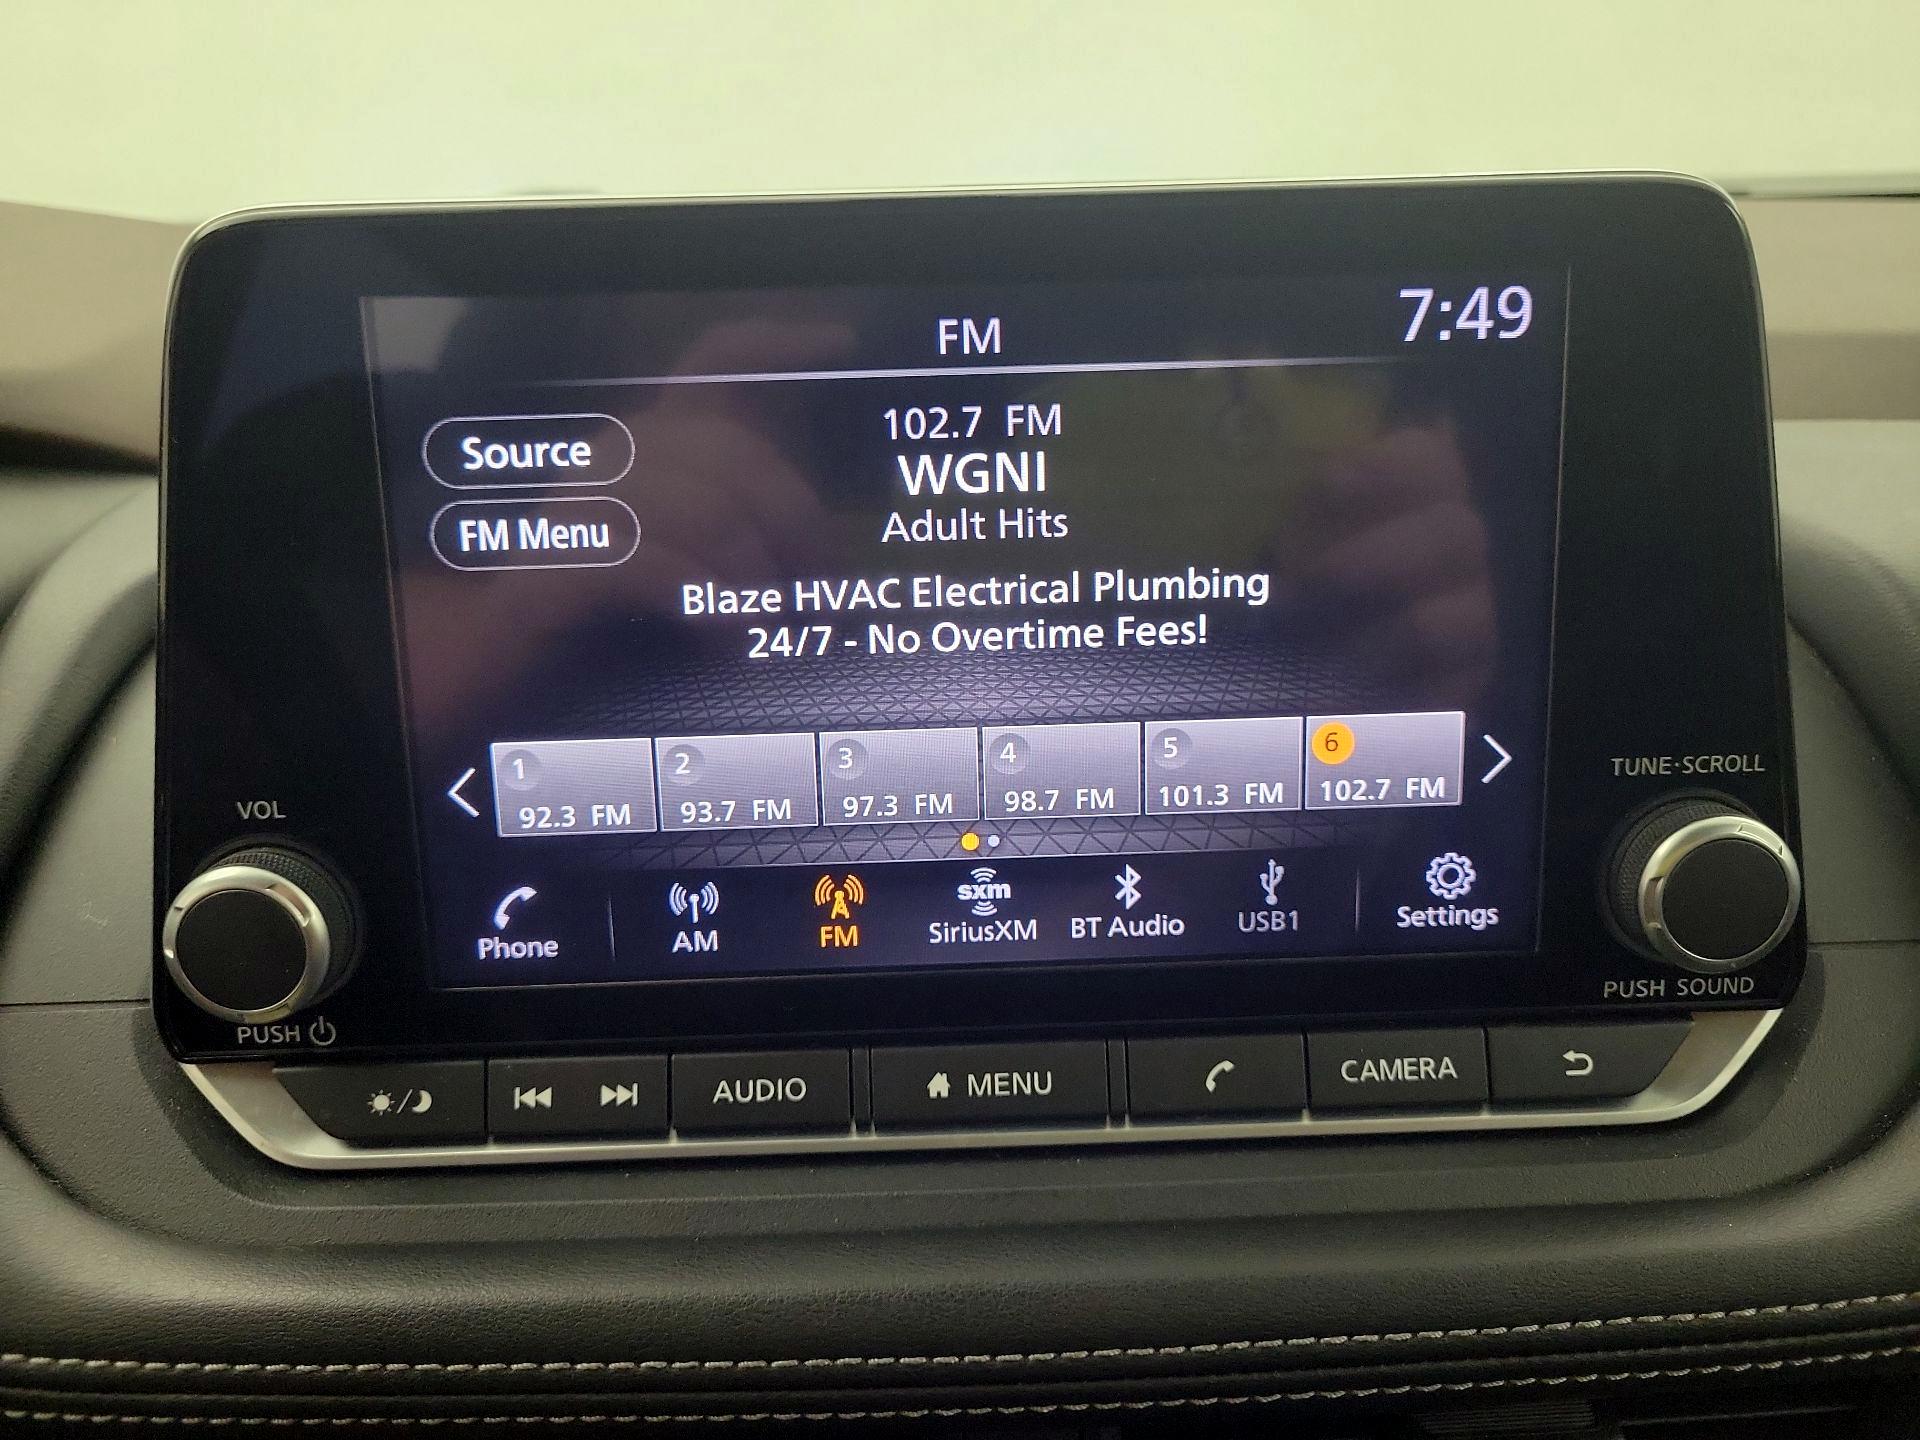 FM
7:49
Source
FM Menu
102.7 FM
WGNI
Adult Hits
Blaze HVAC Electrical Plumbing
24/7 - No Overtime Fees!
1 92.3 FM
2 93.7 FM
3 97.3 FM
4 98.7 FM
5 101.3 FM
6 102.7 FM
Phone
AM
FM
sxm
SiriusXM
BT Audio
USB1
Settings
VOL
PUSH
TUNE·SCROLL
PUSH SOUND
AUDIO
MENU
CAMERA